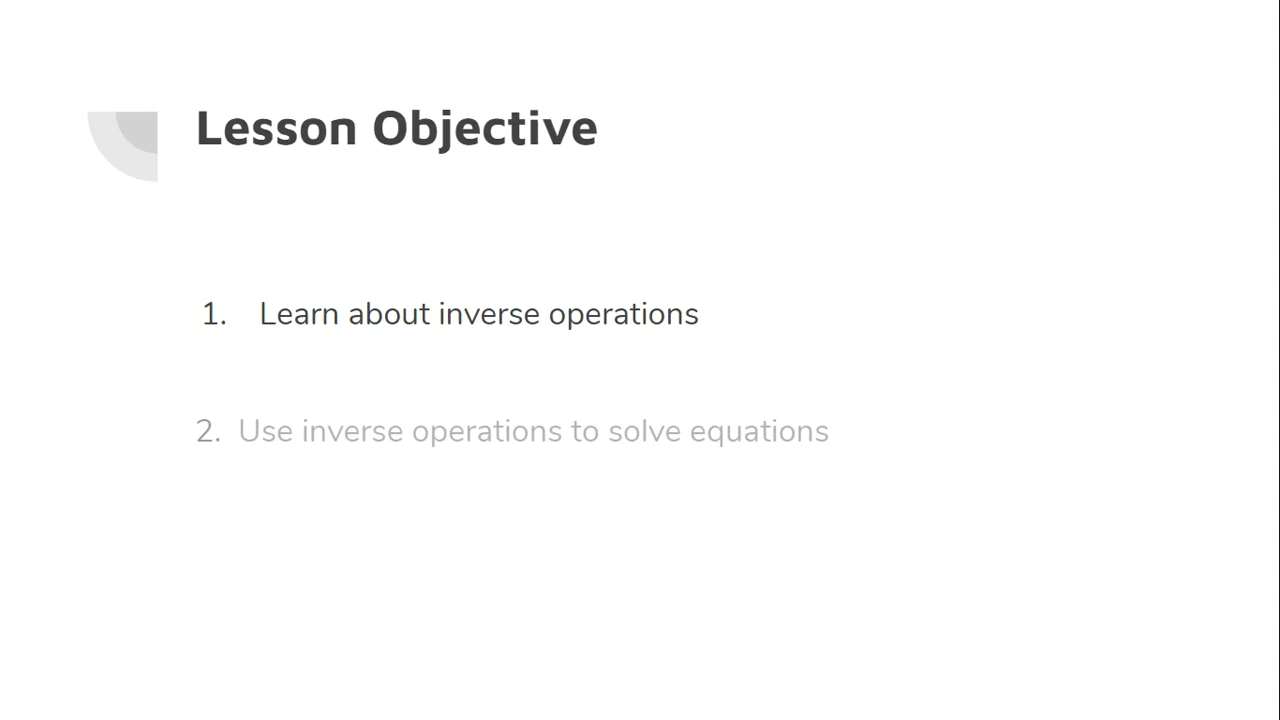 Lesson Objective
1. Learn about inverse operations
2. Use inverse operations to solve equations